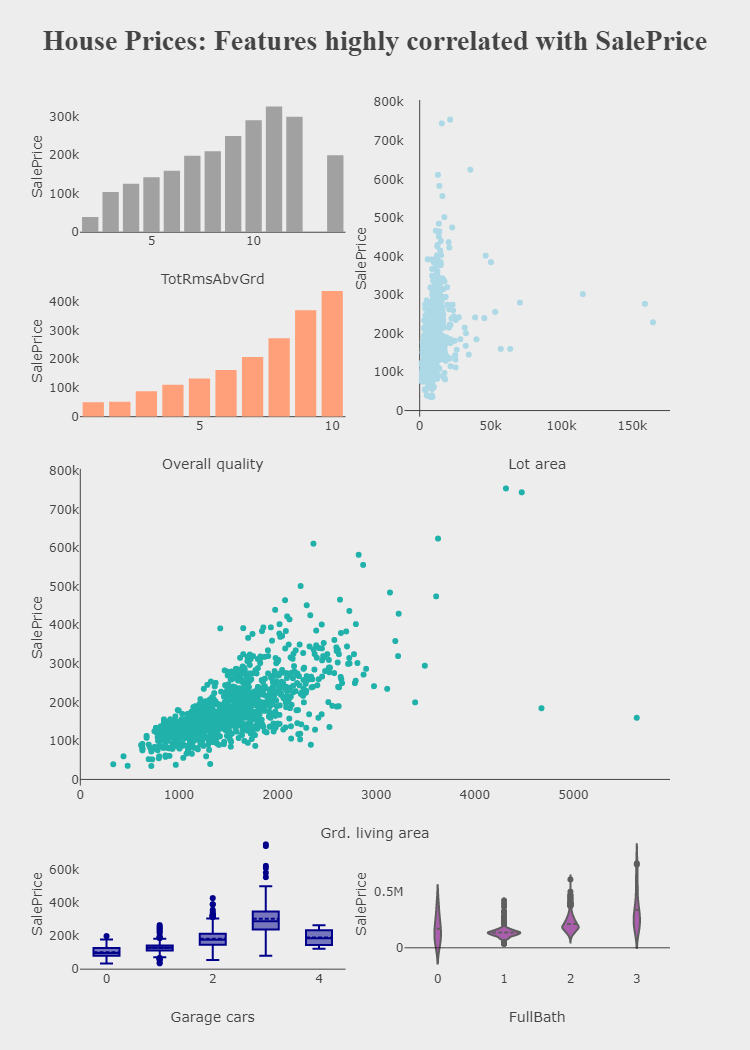 House Prices: Features highly correlated with SalePrice
SalePrice
300k
200k
100k
0
5
10
TotRmsAbvGrd
SalePrice
400k
300k
200k
100k
0
5
10
Overall quality
SalePrice
800k
700k
600k
500k
400k
300k
200k
100k
0
0
50k
100k
150k
Lot area
SalePrice
800k
700k
600k
500k
400k
300k
200k
100k
0
0
1000
2000
3000
4000
5000
Grd. living area
SalePrice
600k
400k
200k
0
0
2
4
Garage cars
SalePrice
0.5M
0
0
1
2
3
FullBath